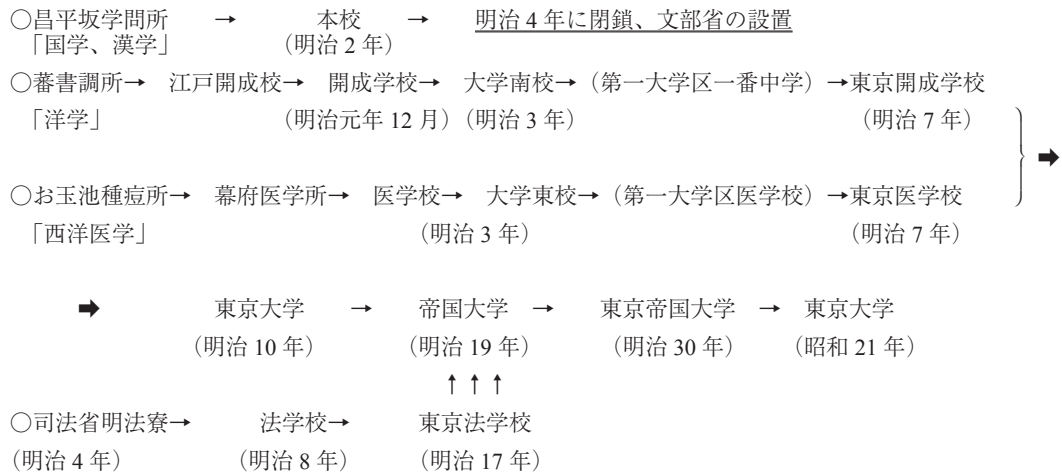 ○昌平坂学問所 → 本校 → 明治4年に閉鎖、文部省の設置
「国学、漢学」 (明治2年)
○蕃書調所→ 江戸開成校→ 開成学校→ 大学南校→(第一大学区一番中学)→東京開成学校
「洋学」 (明治元年12月)(明治3年) (明治7年)
○お玉池種痘所→ 幕府医学所→ 医学校→ 大学東校→(第一大学区医学校)→東京医学校
「西洋医学」 (明治3年) (明治7年)
東京大学 → 帝国大学 → 東京帝国大学 → 東京大学
(明治10年) (明治19年) (明治30年) (昭和21年)
↑↑↑
○司法省明法寮→ 法学校→ 東京法学校
(明治4年) (明治8年) (明治17年)